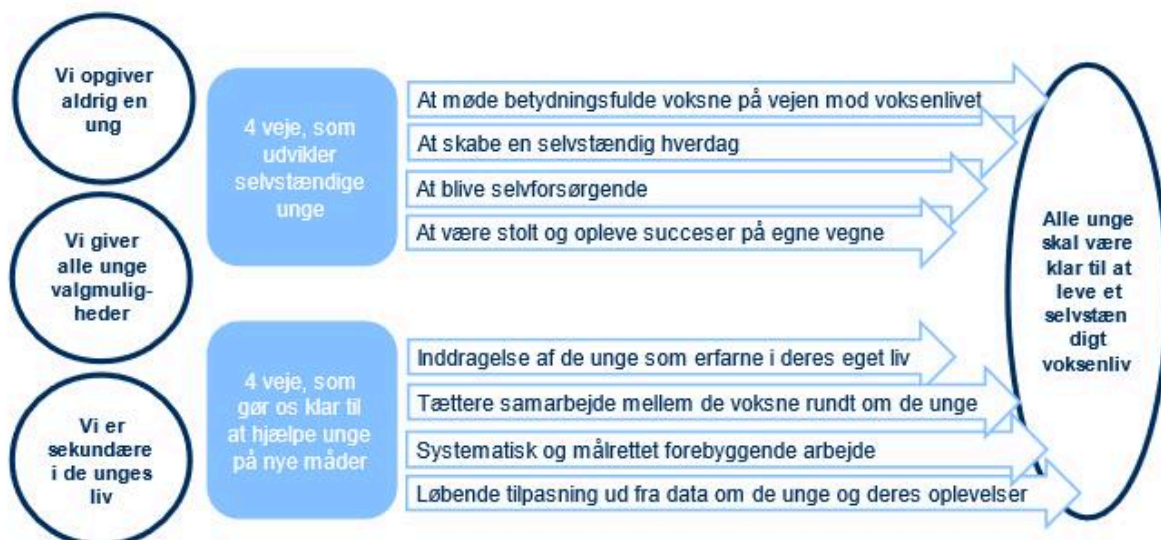 Vi opgiver
aldrig en
ung
Vi giver
alle unge
valgmulig-
heder
Vi er
sekundære
i de unges
liv
4 veje, som
udvikler
selvstændige
unge
At møde betydningsfulde voksne på vejen mod voksenlivet
At skabe en selvstændig hverdag
At blive selvforsørgende
At være stolt og opleve succeser på egne vegne
4 veje, som
gør os klar til
at hjælpe unge
på nye måder
Inddragelse af de unge som erfarne i deres eget liv
Tættere samarbejde mellem de voksne rundt om de unge
Systematisk og målrettet forebyggende arbejde
Løbende tilpasning ud fra data om de unge og deres oplevelser
Alle unge
skal være
klar til at
leve et
selvstæn
digt
voksenliv